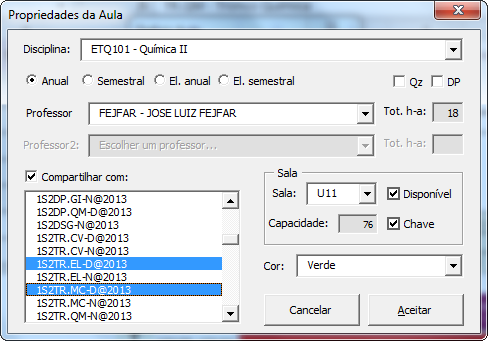 Propriedades da Aula
Disciplina: ETQ101 - Química II
Anual Semestral El. anual El. semestral Qz DP
Professor FEJFAR - JOSE LUIZ FEJFAR Tot. h-a: 18
Professor2: Escolher um professor... Tot. h-a:
Compartilhar com:
1S2DP.GI-N@2013
1S2DP.QM-D@2013
1S2DSG-N@2013
1S2TR.CV-D@2013
1S2TR.CV-N@2013
1S2TR.EL-D@2013
1S2TR.EL-N@2013
1S2TR.MC-D@2013
1S2TR.MC-N@2013
1S2TR.QM-N@2013
Sala
Sala: U11 Disponível
Capacidade: 76 Chave
Cor: Verde
Cancelar Aceitar